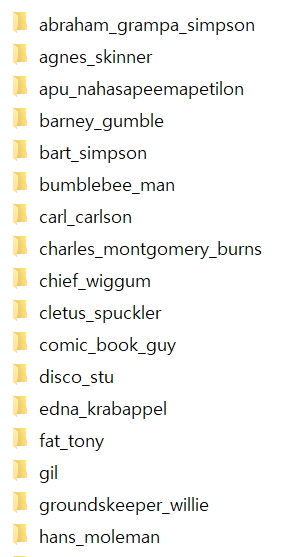 abraham_grampa_simpson
agnes_skinner
apu_nahasapeemapetilon
barney_gumble
bart_simpson
bumblebee_man
carl_carlson
charles_montgomery_burns
chief_wiggum
cletus_spuckler
comic_book_guy
disco_stu
edna_krabappel
fat_tony
gil
groundskeeper_willie
hans_moleman